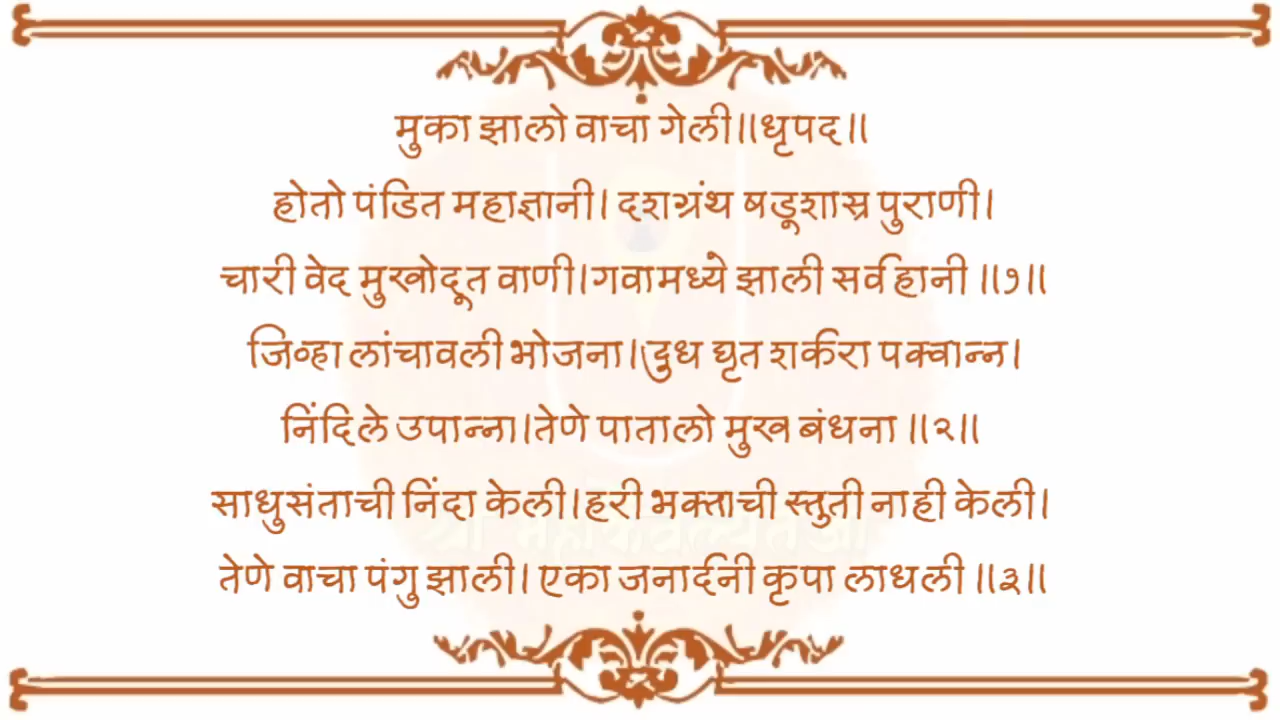 मुका झालो वाचा गेली॥धृपद॥
होतो पंडित महाज्ञानी। दशग्रंथ षडूशास्र पुराणी।
चारी वेद मुखोदूत वाणी।गवामध्ये झाली सर्व हानी ॥१॥
जिव्हा लांचावली भोजना।दुध घृत शर्करा पक्वान्न।
निंदिले उपान्ना।तेणे पातालो मुख बंधना ॥२॥
साधुसंताची निंदा केली।हरी भक्ताची स्तुती नाही केली।
तेणे वाचा पंगु झाली। एका जनार्दनी कृपा लाधली ॥३॥